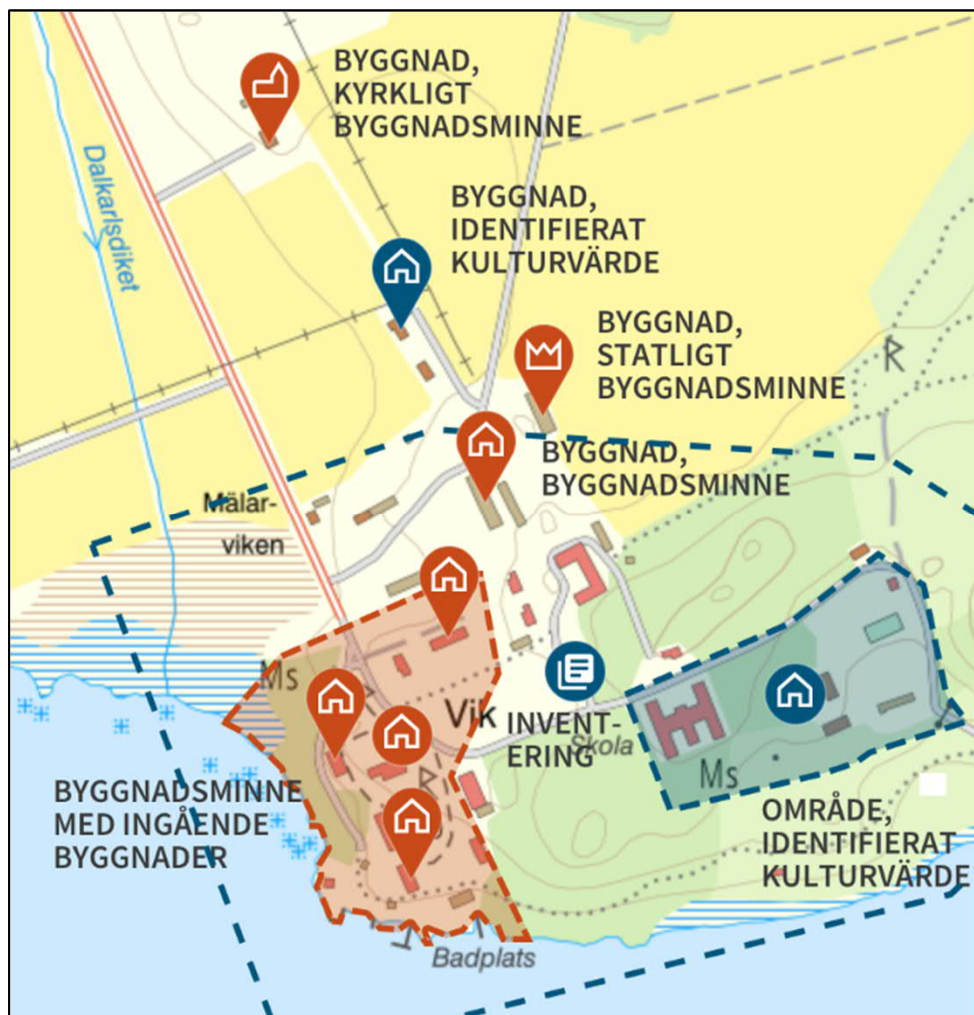 BYGGNAD,
KYRKLIGT
BYGGNADSMINNE
Dalkarlsdiket
BYGGNAD,
IDENTIFIERAT
KULTURVÄRDE
BYGGNAD,
STATLIGT
BYGGNADSMINNE
R
BYGGNAD,
BYGGNADSMINNE
Mälar-
viken
Ms
Vik
INVENT-
ERING
Skola
R
Ms
BYGGNADSMINNE
MED INGÅENDE
BYGGNADER
OMRÅDE,
IDENTIFIERAT
KULTURVÄRDE
Badplats